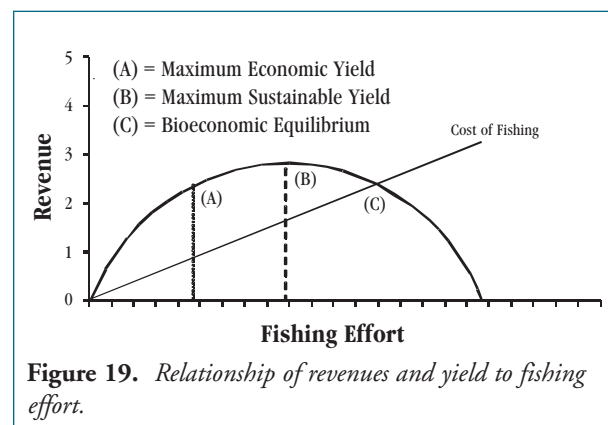 5
4
3
2
1
0
Revenue
(A) = Maximum Economic Yield
(B) = Maximum Sustainable Yield
(C) = Bioeconomic Equilibrium
Cost of Fishing
(A)
(B)
(C)
Fishing Effort
Figure 19. Relationship of revenues and yield to fishing
effort.